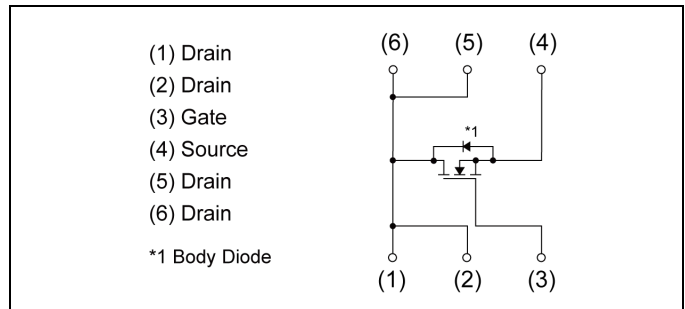 (1) Drain
(2) Drain
(3) Gate
(4) Source
(5) Drain
(6) Drain
*1 Body Diode
(6) (5) (4)
*1
(1) (2) (3)